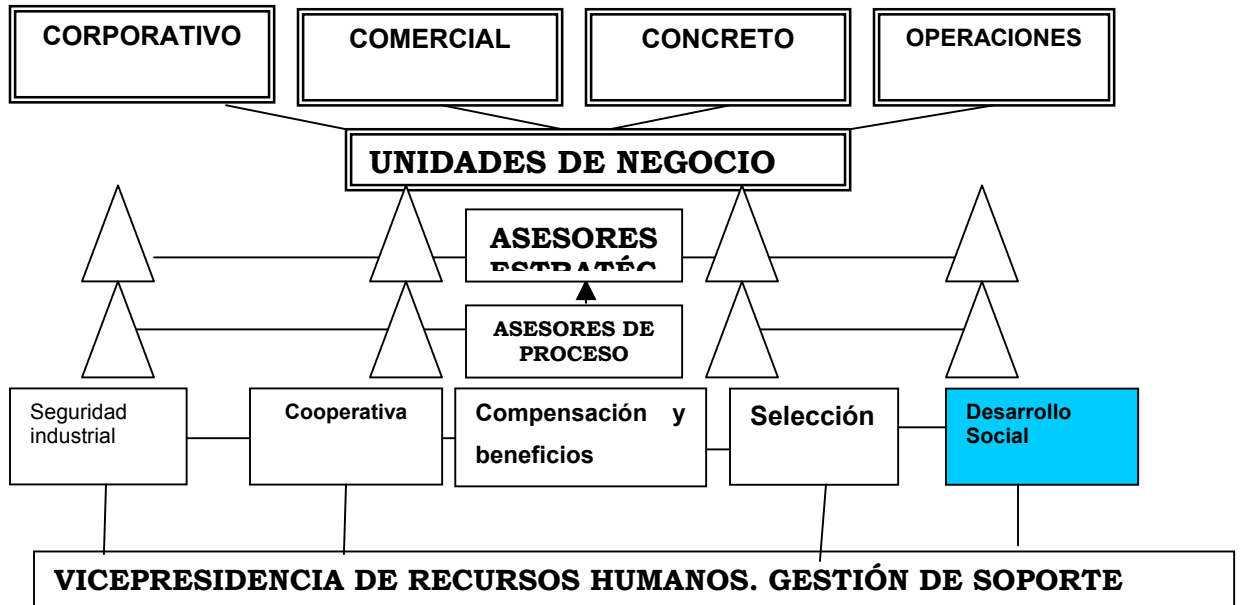 CORPORATIVO
COMERCIAL
CONCRETO
OPERACIONES
UNIDADES DE NEGOCIO
ASESORES
ASESORES DE
PROCESO
Seguridad
industrial
Cooperativa
Compensación y
beneficios
Selección
Desarrollo
Social
VICEPRESIDENCIA DE RECURSOS HUMANOS. GESTIÓN DE SOPORTE